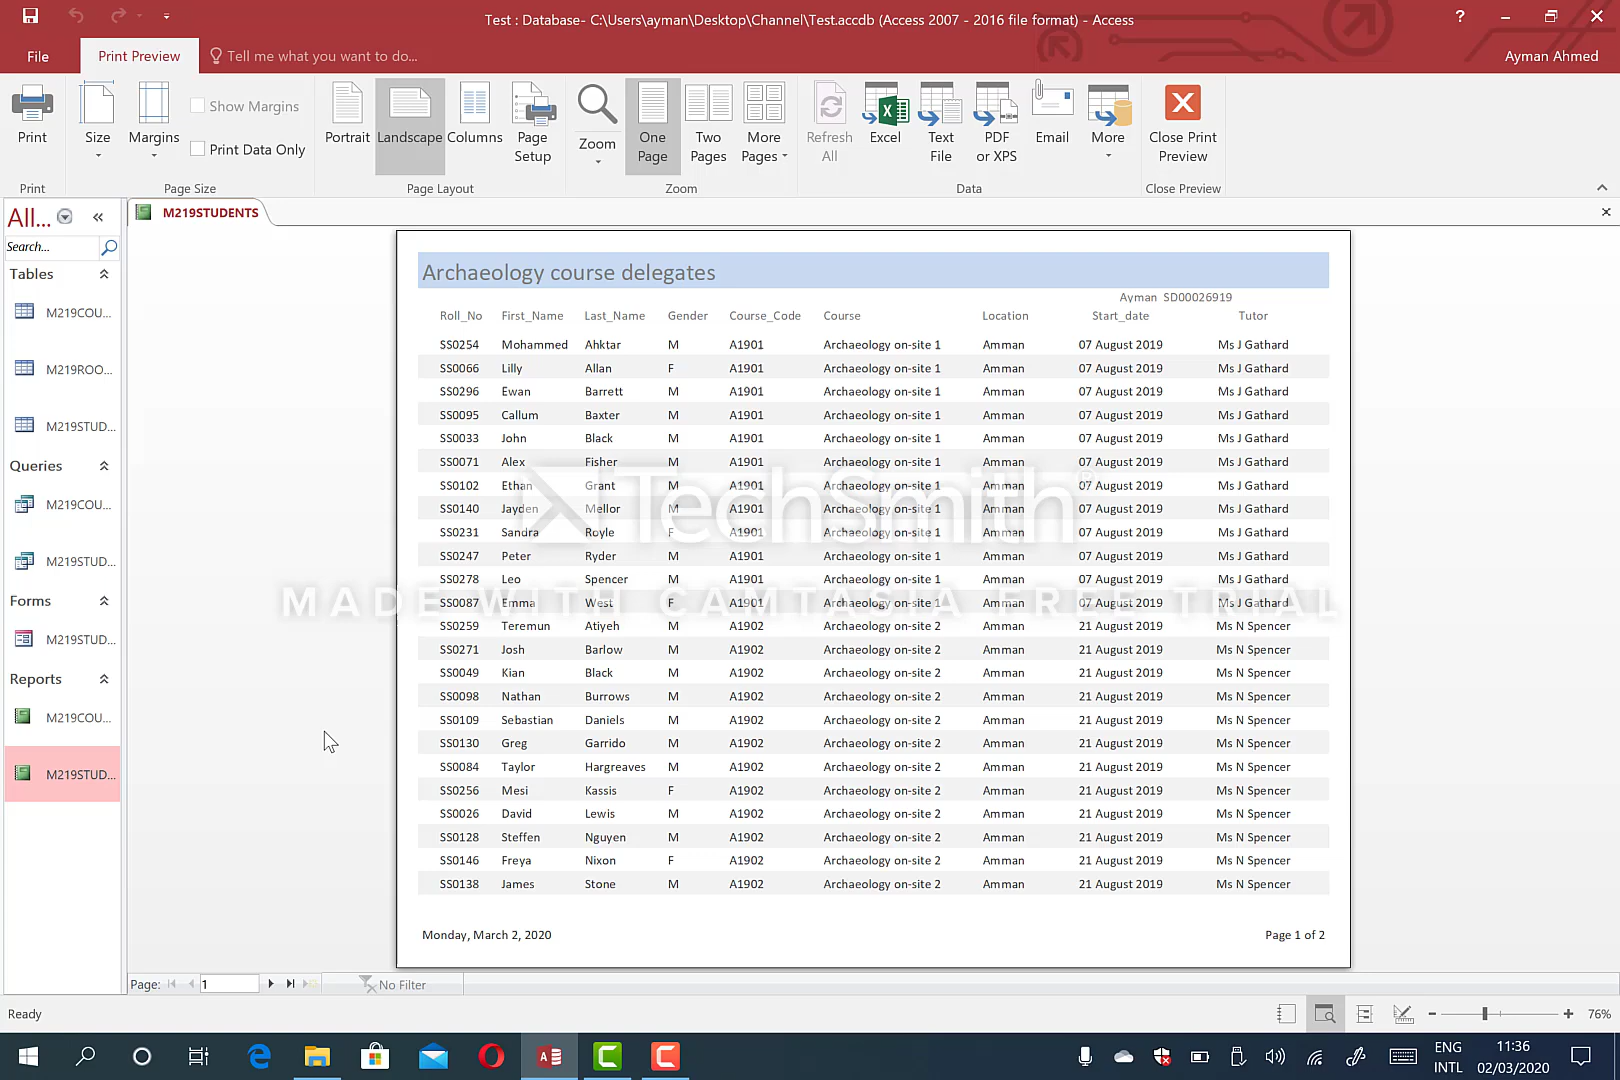 Test : Database- C:\Users\ayman\Desktop\Channel\Test.accdb (Access 2007 - 2016 file format) - Access
?
File
Print Preview
Tell me what you want to do...
Ayman Ahmed
Print
Size
Margins
Show Margins
Print Data Only
Portrait
Landscape
Columns
Page Setup
Zoom
One Page
Two Pages
More Pages
Refresh All
Excel
Text File
PDF or XPS
Email
More
Close Print Preview
Print
Page Size
Page Layout
Zoom
Data
Close Preview
All...
Search...
Tables
M219COU...
M219ROO...
M219STUD...
Queries
M219COU...
M219STUD...
Forms
M219STUD...
Reports
M219COU...
M219STUD...
M219STUDENTS
Archaeology course delegates
Ayman SD00026919
Roll_No First_Name Last_Name Gender Course_Code Course Location Start_date Tutor
SS0254 Mohammed Ahktar M A1901 Archaeology on-site 1 Amman 07 August 2019 Ms J Gathard
SS0066 Lilly Allan F A1901 Archaeology on-site 1 Amman 07 August 2019 Ms J Gathard
SS0296 Ewan Barrett M A1901 Archaeology on-site 1 Amman 07 August 2019 Ms J Gathard
SS0095 Callum Baxter M A1901 Archaeology on-site 1 Amman 07 August 2019 Ms J Gathard
SS0033 John Black M A1901 Archaeology on-site 1 Amman 07 August 2019 Ms J Gathard
SS0071 Alex Fisher M A1901 Archaeology on-site 1 Amman 07 August 2019 Ms J Gathard
SS0102 Ethan Grant M A1901 Archaeology on-site 1 Amman 07 August 2019 Ms J Gathard
SS0140 Jayden Mellor M A1901 Archaeology on-site 1 Amman 07 August 2019 Ms J Gathard
SS0231 Sandra Royle F A1901 Archaeology on-site 1 Amman 07 August 2019 Ms J Gathard
SS0247 Peter Ryder M A1901 Archaeology on-site 1 Amman 07 August 2019 Ms J Gathard
SS0278 Leo Spencer M A1901 Archaeology on-site 1 Amman 07 August 2019 Ms J Gathard
SS0087 Emma West F A1901 Archaeology on-site 1 Amman 07 August 2019 Ms J Gathard
SS0259 Teremun Atiyeh M A1902 Archaeology on-site 2 Amman 21 August 2019 Ms N Spencer
SS0271 Josh Barlow M A1902 Archaeology on-site 2 Amman 21 August 2019 Ms N Spencer
SS0049 Kian Black M A1902 Archaeology on-site 2 Amman 21 August 2019 Ms N Spencer
SS0098 Nathan Burrows M A1902 Archaeology on-site 2 Amman 21 August 2019 Ms N Spencer
SS0109 Sebastian Daniels M A1902 Archaeology on-site 2 Amman 21 August 2019 Ms N Spencer
SS0130 Greg Garrido M A1902 Archaeology on-site 2 Amman 21 August 2019 Ms N Spencer
SS0084 Taylor Hargreaves M A1902 Archaeology on-site 2 Amman 21 August 2019 Ms N Spencer
SS0256 Mesi Kassis F A1902 Archaeology on-site 2 Amman 21 August 2019 Ms N Spencer
SS0026 David Lewis M A1902 Archaeology on-site 2 Amman 21 August 2019 Ms N Spencer
SS0128 Steffen Nguyen M A1902 Archaeology on-site 2 Amman 21 August 2019 Ms N Spencer
SS0146 Freya Nixon F A1902 Archaeology on-site 2 Amman 21 August 2019 Ms N Spencer
SS0138 James Stone M A1902 Archaeology on-site 2 Amman 21 August 2019 Ms N Spencer
Monday, March 2, 2020
Page 1 of 2
TechSmith®
MADE WITH CAMTASIA FREE TRIAL
Page: 1
No Filter
Ready
76%
ENG
INTL
11:36
02/03/2020